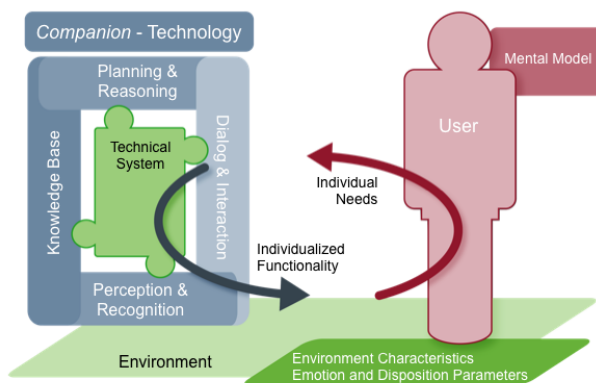 Companion - Technology
Mental Model
Planning &
Reasoning
Knowledge Base
Technical
System
Dialog & Interaction
User
Individual
Needs
Individualized
Functionality
Perception &
Recognition
Environment
Environment Characteristics
Emotion and Disposition Parameters